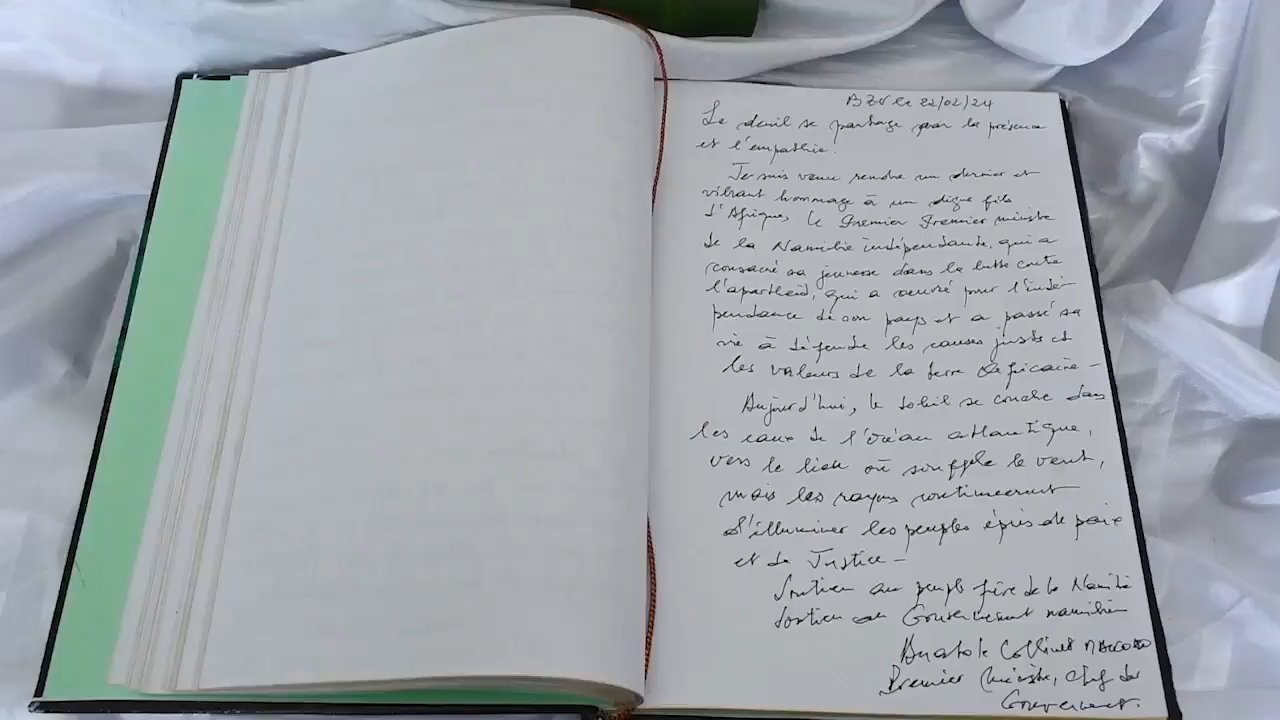 BZV le 22/02/24
Le deuil se partage par la présence
et l'empathie.
Je suis venu rendre un dernier et
vibrant hommage à un digne fils
d'Afrique, le Premier Premier ministre
de la Namibie indépendante, qui a
consacré sa jeunesse dans la lutte contre
l'apartheid, qui a œuvré pour l'indé-
pendance de son pays et a passé sa
vie à défendre les causes justes et
les valeurs de la terre africaine –
Aujourd'hui, le soleil se couche dans
les eaux de l'océan atlantique,
vers le lieu où souffle le vent,
mais les rayons continueront
d'illuminer les peuples épris de paix
et de Justice –
Soutien au peuple frère de la Namibie
Soutien au Gouvernement namibien
Anatole Collinet MAKOSSO
Premier Ministre, Chef du
Gouvernement.